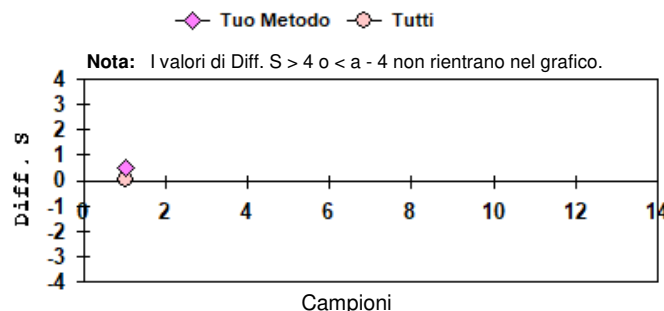 Tuo Metodo Tutti
Nota: I valori di Diff. S > 4 o < a - 4 non rientrano nel grafico.
4
3
2
1
0
-1
-2
-3
-4
Diff. S
0 2 4 6 8 10 12 14
Campioni